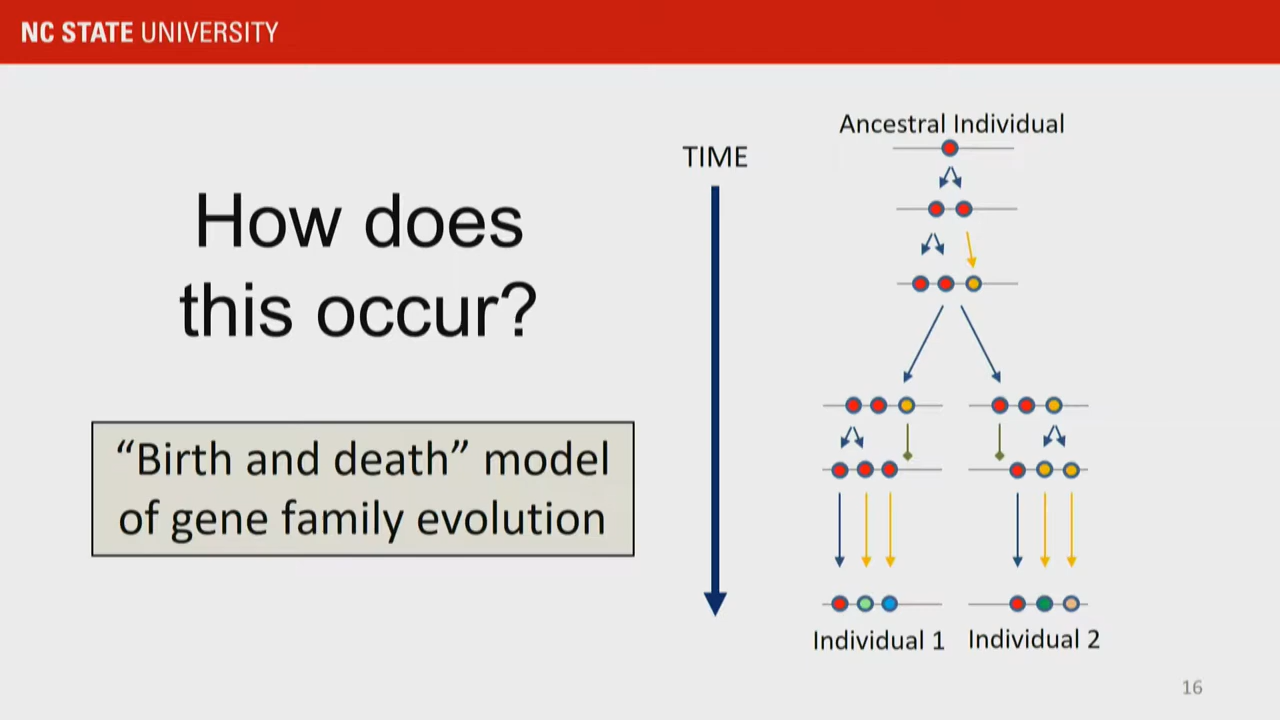 NC STATE UNIVERSITY
How does
this occur?
“Birth and death” model
of gene family evolution
TIME
Ancestral Individual
Individual 1
Individual 2
16